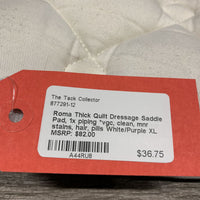 The Tack Collector
877291-12
Roma Thick Quilt Dressage Saddle
Pad, 1x piping *vgc, clean, mnr
stains, hair, pills White/Purple XL
MSRP: $82.00
A44RU8
$36.75